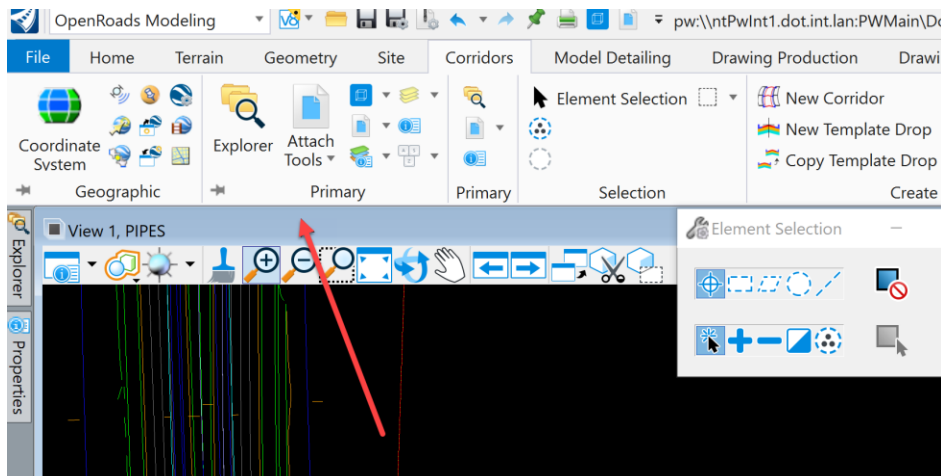 OpenRoads Modeling
pw:\\ntPwInt1.dot.int.lan:PWMain\Do
File Home Terrain Geometry Site Corridors Model Detailing Drawing Production Drawi
Coordinate System
Explorer
Attach Tools
Element Selection
New Corridor
New Template Drop
Copy Template Drop
Geographic Primary Primary Selection Create
View 1, PIPES
Element Selection
Explorer
Properties